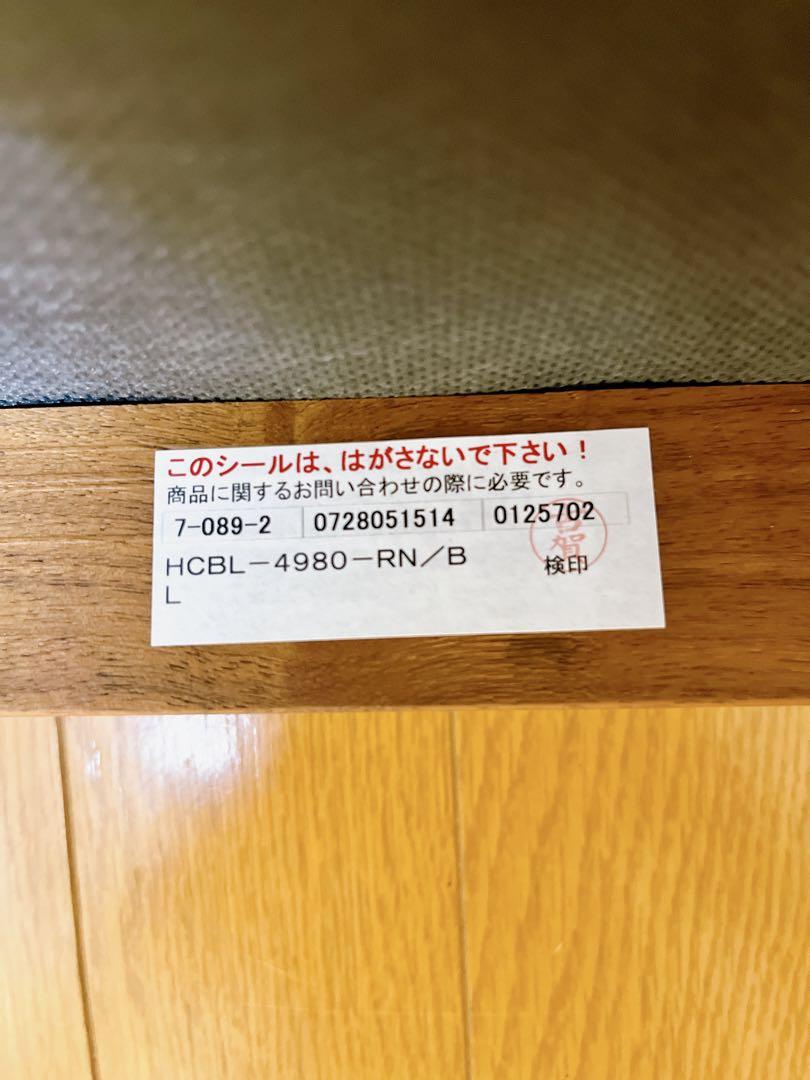 このシールは、はがさないで下さい！
商品に関するお問い合わせの際に必要です。
7-089-2 0728051514 0125702
HCBL－4980－RN／B
L
検印